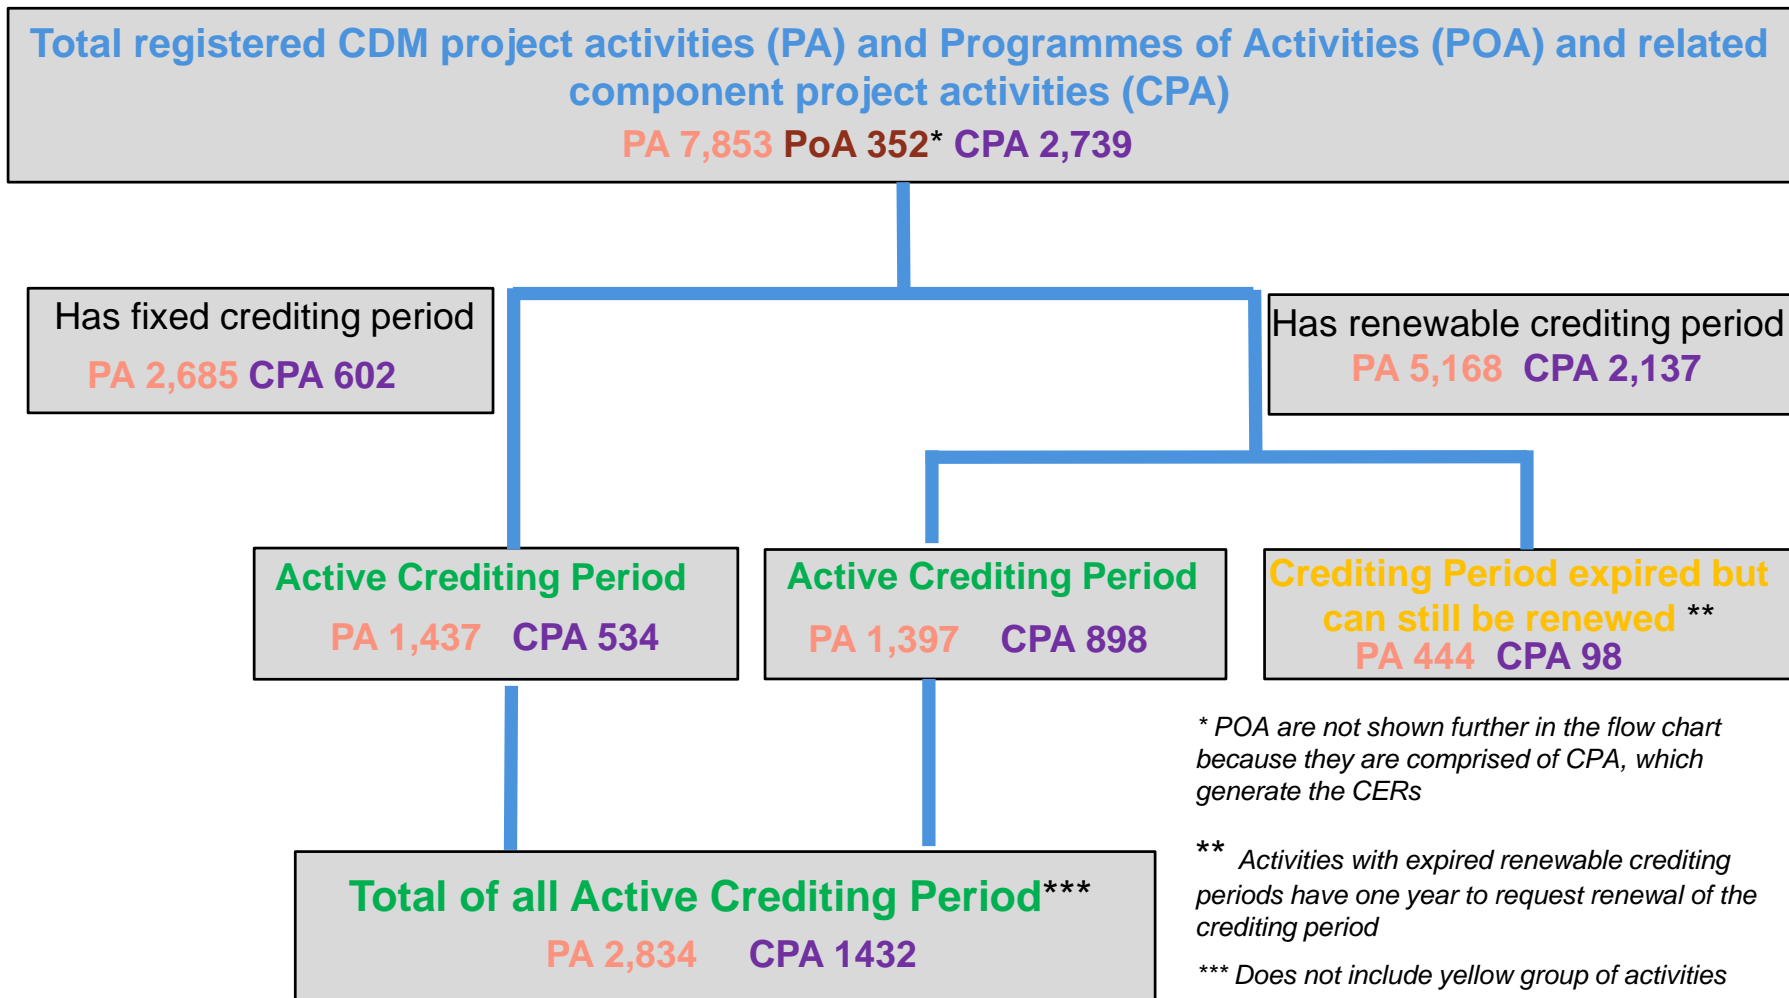 Total registered CDM project activities (PA) and Programmes of Activities (POA) and related
component project activities (CPA)
PA 7,853 PoA 352* CPA 2,739
Has fixed crediting period
PA 2,685 CPA 602
Has renewable crediting period
PA 5,168 CPA 2,137
Active Crediting Period
PA 1,437 CPA 534
Active Crediting Period
PA 1,397 CPA 898
Crediting Period expired but
can still be renewed **
PA 444 CPA 98
Total of all Active Crediting Period***
PA 2,834 CPA 1432
* POA are not shown further in the flow chart
because they are comprised of CPA, which
generate the CERs
** Activities with expired renewable crediting
periods have one year to request renewal of the
crediting period
*** Does not include yellow group of activities